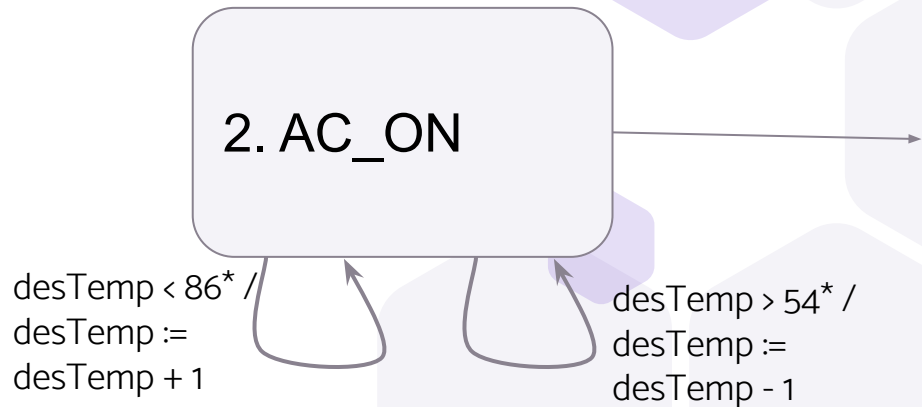 2. AC_ON
desTemp < 86* /
desTemp :=
desTemp + 1
desTemp > 54* /
desTemp :=
desTemp - 1